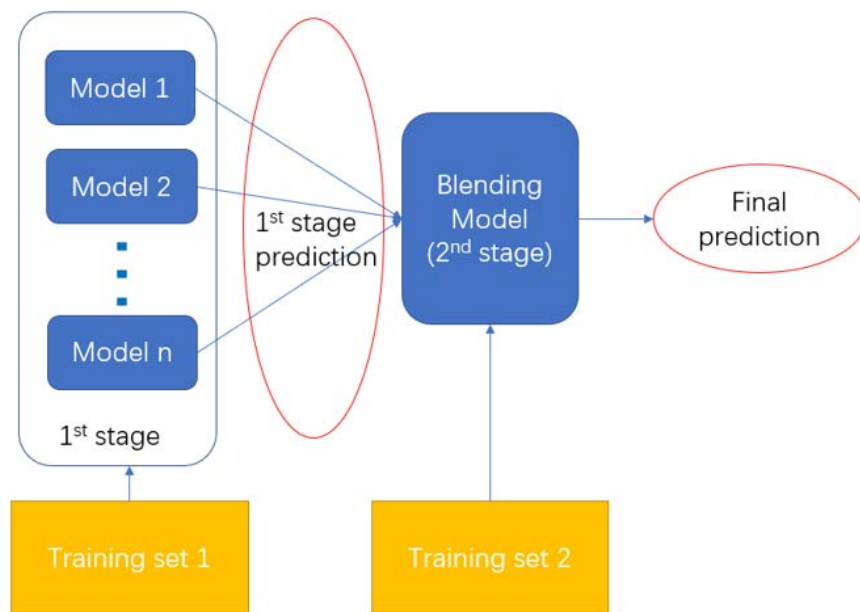 Model 1
Model 2
Model n
1st stage
1st stage
prediction
Blending
Model
(2nd stage)
Final
prediction
Training set 1
Training set 2